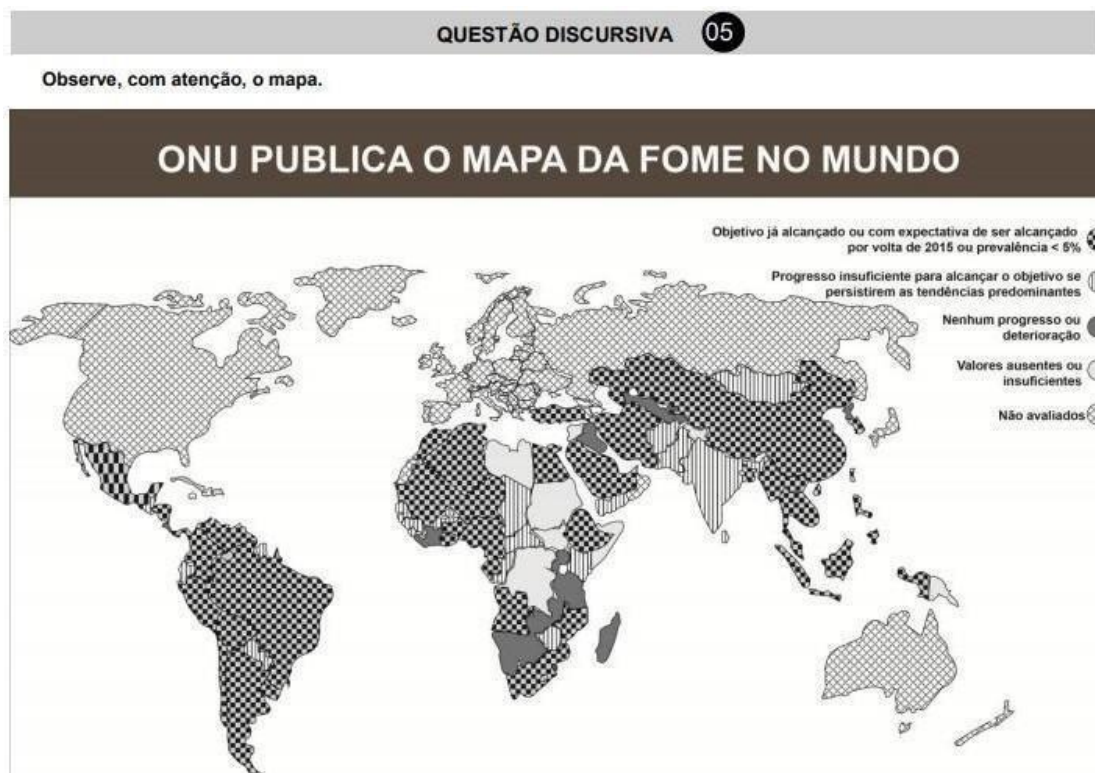 QUESTÃO DISCURSIVA 05
Observe, com atenção, o mapa.
ONU PUBLICA O MAPA DA FOME NO MUNDO
Objetivo já alcançado ou com expectativa de ser alcançado
por volta de 2015 ou prevalência < 5%
Progresso insuficiente para alcançar o objetivo se
persistirem as tendências predominantes
Nenhum progresso ou
deterioração
Valores ausentes ou
insuficientes
Não avaliados